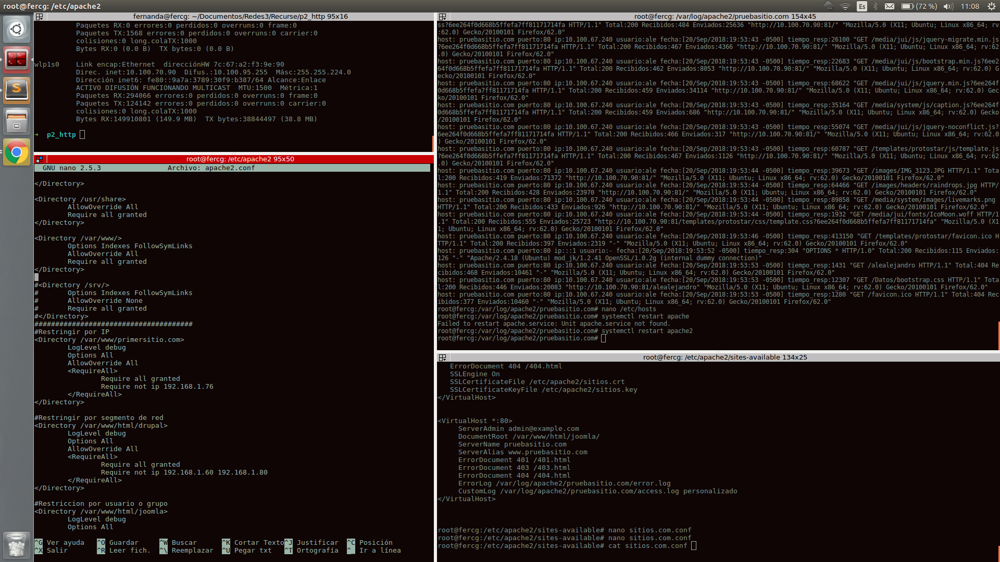 root@fercg: /etc/apache2
Es
(72 %)
11:08
fernanda@fercg: ~/Documentos/Redes3/Recurse/p2_http 95x16
Paquetes RX:0 errores:0 perdidos:0 overruns:0 frame:0
Paquetes TX:1568 errores:0 perdidos:0 overruns:0 carrier:0
colisiones:0 long.colaTX:1000
Bytes RX:0 (0.0 B)  TX bytes:0 (0.0 B)
wlp1s0    Link encap:Ethernet  direcciónHW 7c:67:a2:f3:9e:90
Direc. inet:10.100.70.90  Difus.:10.100.95.255  Másc:255.255.224.0
Dirección inet6: fe80::9a7a:3789:30f9:b387/64 Alcance:Enlace
ACTIVO DIFUSIÓN FUNCIONANDO MULTICAST  MTU:1500  Métrica:1
Paquetes RX:294066 errores:0 perdidos:0 overruns:0 frame:0
Paquetes TX:124142 errores:0 perdidos:0 overruns:0 carrier:0
colisiones:0 long.colaTX:1000
Bytes RX:149910801 (149.9 MB)  TX bytes:38844497 (38.8 MB)
→  p2_http
root@fercg: /etc/apache2 95x50
GNU nano 2.5.3                Archivo: apache2.conf
</Directory>
<Directory /usr/share>
AllowOverride All
Require all granted
</Directory>
<Directory /var/www/>
Options Indexes FollowSymLinks
AllowOverride All
Require all granted
</Directory>
#<Directory /srv/>
#       Options Indexes FollowSymLinks
#       AllowOverride None
#       Require all granted
#</Directory>
######################################
#Restringir por IP
<Directory /var/www/primersitio.com>
LogLevel debug
Options All
AllowOverride All
<RequireAll>
Require all granted
Require not ip 192.168.1.76
</RequireAll>
</Directory>
#Restringir por segmento de red
<Directory /var/www/html/drupal>
LogLevel debug
Options All
AllowOverride All
<RequireAll>
Require all granted
Require not ip 192.168.1.60 192.168.1.80
</RequireAll>
</Directory>
#Restriccion por usuario o grupo
<Directory /var/www/html/joomla>
LogLevel debug
Options All
^G Ver ayuda   ^O Guardar     ^W Buscar      ^K Cortar Texto^J Justificar  ^C Posición
^X Salir       ^R Leer fich.  ^\ Reemplazar  ^U Pegar txt   ^T Ortografía  ^_ Ir a línea
root@fercg: /var/log/apache2/pruebasitio.com 154x45
ss?6ee264f0d668b5ffefa7ff81171714fa HTTP/1.1" Total:200 Recibidos:484 Enviados:25636 "http://10.100.70.90:81/" "Mozilla/5.0 (X11; Ubuntu; Linux x86_64; rv
:62.0) Gecko/20100101 Firefox/62.0"
host: pruebasitio.com puerto:80 ip:10.100.67.240 usuario:ale fecha:[20/Sep/2018:19:53:43 -0500] tiempo_resp:26100 "GET /media/jui/js/jquery-migrate.min.js
?6ee264f0d668b5ffefa7ff81171714fa HTTP/1.1" Total:200 Recibidos:467 Enviados:4366 "http://10.100.70.90:81/" "Mozilla/5.0 (X11; Ubuntu; Linux x86_64; rv:62
.0) Gecko/20100101 Firefox/62.0"
host: pruebasitio.com puerto:80 ip:10.100.67.240 usuario:ale fecha:[20/Sep/2018:19:53:43 -0500] tiempo_resp:22683 "GET /media/jui/js/bootstrap.min.js?6ee2
64f0d668b5ffefa7ff81171714fa HTTP/1.1" Total:200 Recibidos:462 Enviados:8053 "http://10.100.70.90:81/" "Mozilla/5.0 (X11; Ubuntu; Linux x86_64; rv:62.0) G
ecko/20100101 Firefox/62.0"
host: pruebasitio.com puerto:80 ip:10.100.67.240 usuario:ale fecha:[20/Sep/2018:19:53:43 -0500] tiempo_resp:68622 "GET /media/jui/js/jquery.min.js?6ee264f
0d668b5ffefa7ff81171714fa HTTP/1.1" Total:200 Recibidos:459 Enviados:34114 "http://10.100.70.90:81/" "Mozilla/5.0 (X11; Ubuntu; Linux x86_64; rv:62.0) Gec
ko/20100101 Firefox/62.0"
host: pruebasitio.com puerto:80 ip:10.100.67.240 usuario:ale fecha:[20/Sep/2018:19:53:43 -0500] tiempo_resp:35164 "GET /media/system/js/caption.js?6ee264f
0d668b5ffefa7ff81171714fa HTTP/1.1" Total:200 Recibidos:459 Enviados:686 "http://10.100.70.90:81/" "Mozilla/5.0 (X11; Ubuntu; Linux x86_64; rv:62.0) Gecko
/20100101 Firefox/62.0"
host: pruebasitio.com puerto:80 ip:10.100.67.240 usuario:ale fecha:[20/Sep/2018:19:53:43 -0500] tiempo_resp:55074 "GET /media/jui/js/jquery-noconflict.js?
6ee264f0d668b5ffefa7ff81171714fa HTTP/1.1" Total:200 Recibidos:466 Enviados:317 "http://10.100.70.90:81/" "Mozilla/5.0 (X11; Ubuntu; Linux x86_64; rv:62.0
) Gecko/20100101 Firefox/62.0"
host: pruebasitio.com puerto:80 ip:10.100.67.240 usuario:ale fecha:[20/Sep/2018:19:53:43 -0500] tiempo_resp:60787 "GET /templates/protostar/js/template.js
?6ee264f0d668b5ffefa7ff81171714fa HTTP/1.1" Total:200 Recibidos:467 Enviados:1126 "http://10.100.70.90:81/" "Mozilla/5.0 (X11; Ubuntu; Linux x86_64; rv:62
.0) Gecko/20100101 Firefox/62.0"
host: pruebasitio.com puerto:80 ip:10.100.67.240 usuario:ale fecha:[20/Sep/2018:19:53:44 -0500] tiempo_resp:39673 "GET /images/IMG_3123.JPG HTTP/1.1" Tota
l:200 Recibidos:419 Enviados:71372 "http://10.100.70.90:81/" "Mozilla/5.0 (X11; Ubuntu; Linux x86_64; rv:62.0) Gecko/20100101 Firefox/62.0"
host: pruebasitio.com puerto:80 ip:10.100.67.240 usuario:ale fecha:[20/Sep/2018:19:53:44 -0500] tiempo_resp:64466 "GET /images/headers/raindrops.jpg HTTP/
1.1" Total:200 Recibidos:428 Enviados:23970 "http://10.100.70.90:81/" "Mozilla/5.0 (X11; Ubuntu; Linux x86_64; rv:62.0) Gecko/20100101 Firefox/62.0"
host: pruebasitio.com puerto:80 ip:10.100.67.240 usuario:ale fecha:[20/Sep/2018:19:53:44 -0500] tiempo_resp:89858 "GET /media/system/images/livemarks.png
HTTP/1.1" Total:200 Recibidos:433 Enviados:926 "http://10.100.70.90:81/" "Mozilla/5.0 (X11; Ubuntu; Linux x86_64; rv:62.0) Gecko/20100101 Firefox/62.0"
host: pruebasitio.com puerto:80 ip:10.100.67.240 usuario:ale fecha:[20/Sep/2018:19:53:44 -0500] tiempo_resp:1932 "GET /media/jui/fonts/IcoMoon.woff HTTP/1
.1" Total:200 Recibidos:555 Enviados:25723 "http://10.100.70.90:81/templates/protostar/css/template.css?6ee264f0d668b5ffefa7ff81171714fa" "Mozilla/5.0 (X1
1; Ubuntu; Linux x86_64; rv:62.0) Gecko/20100101 Firefox/62.0"
host: pruebasitio.com puerto:80 ip:10.100.67.240 usuario:ale fecha:[20/Sep/2018:19:53:46 -0500] tiempo_resp:413150 "GET /templates/protostar/favicon.ico H
TTP/1.1" Total:200 Recibidos:397 Enviados:2319 "-" "Mozilla/5.0 (X11; Ubuntu; Linux x86_64; rv:62.0) Gecko/20100101 Firefox/62.0"
host: pruebasitio.com puerto:80 ip:::1 usuario:- fecha:[20/Sep/2018:19:53:52 -0500] tiempo_resp:304 "OPTIONS * HTTP/1.0" Total:200 Recibidos:115 Enviados:
126 "-" "Apache/2.4.18 (Ubuntu) mod_jk/1.2.41 OpenSSL/1.0.2g (internal dummy connection)"
host: pruebasitio.com puerto:80 ip:10.100.67.240 usuario:ale fecha:[20/Sep/2018:19:53:53 -0500] tiempo_resp:1431 "GET /alealejandro HTTP/1.1" Total:404 Re
cibidos:468 Enviados:10461 "-" "Mozilla/5.0 (X11; Ubuntu; Linux x86_64; rv:62.0) Gecko/20100101 Firefox/62.0"
host: pruebasitio.com puerto:80 ip:10.100.67.240 usuario:ale fecha:[20/Sep/2018:19:53:53 -0500] tiempo_resp:12307 "GET /Datos/bootstrap.css HTTP/1.1" Tota
l:200 Recibidos:446 Enviados:20083 "http://10.100.70.90:81/alealejandro" "Mozilla/5.0 (X11; Ubuntu; Linux x86_64; rv:62.0) Gecko/20100101 Firefox/62.0"
host: pruebasitio.com puerto:80 ip:10.100.67.240 usuario:ale fecha:[20/Sep/2018:19:53:53 -0500] tiempo_resp:1280 "GET /favicon.ico HTTP/1.1" Total:404 Rec
ibidos:377 Enviados:10460 "-" "Mozilla/5.0 (X11; Ubuntu; Linux x86_64; rv:62.0) Gecko/20100101 Firefox/62.0"
root@fercg:/var/log/apache2/pruebasitio.com# nano /etc/hosts
root@fercg:/var/log/apache2/pruebasitio.com# systemctl restart apache
Failed to restart apache.service: Unit apache.service not found.
root@fercg:/var/log/apache2/pruebasitio.com# systemctl restart apache2
root@fercg:/var/log/apache2/pruebasitio.com#
root@fercg: /etc/apache2/sites-available 134x25
ErrorDocument 404 /404.html
SSLEngine On
SSLCertificateFile /etc/apache2/sitios.crt
SSLCertificateKeyFile /etc/apache2/sitios.key
</VirtualHost>
<VirtualHost *:80>
ServerAdmin admin@example.com
DocumentRoot /var/www/html/joomla/
ServerName pruebasitio.com
ServerAlias www.pruebasitio.com
ErrorDocument 401 /401.html
ErrorDocument 403 /403.html
ErrorDocument 404 /404.html
ErrorLog /var/log/apache2/pruebasitio.com/error.log
CustomLog /var/log/apache2/pruebasitio.com/access.log personalizado
</VirtualHost>
root@fercg:/etc/apache2/sites-available# nano sitios.com.conf
root@fercg:/etc/apache2/sites-available# nano sitios.com.conf
root@fercg:/etc/apache2/sites-available# cat sitios.com.conf